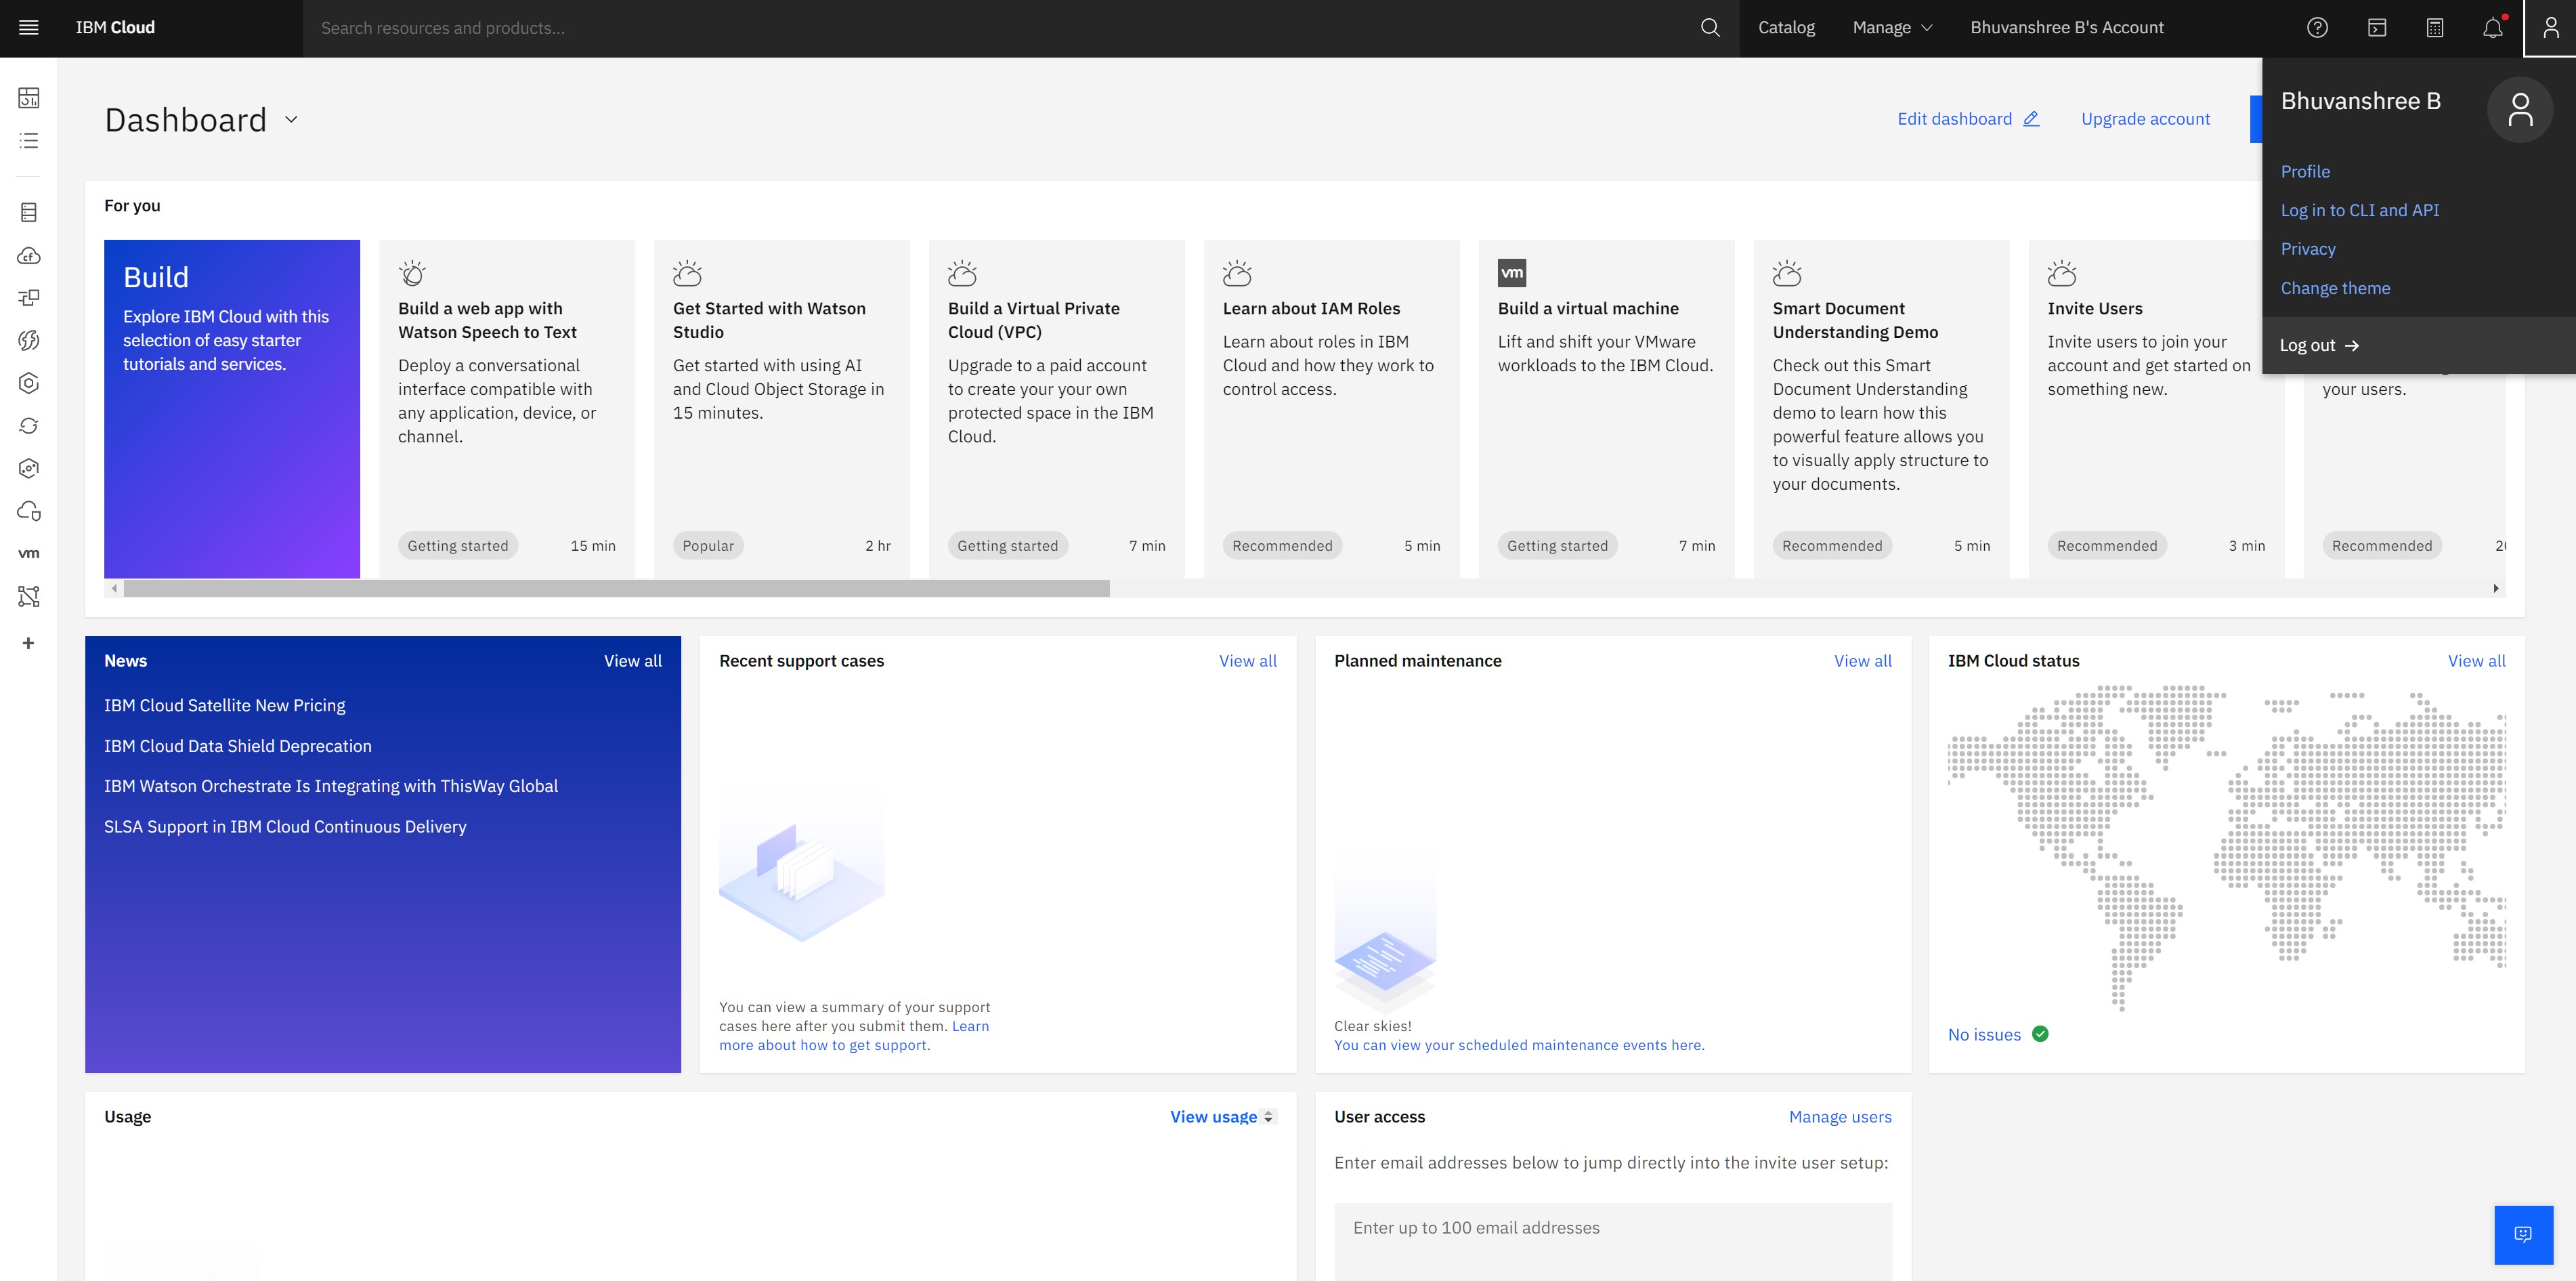 IBM Cloud
Search resources and products...
Catalog
Manage
Bhuvanshree B's Account
Bhuvanshree B
Profile
Log in to CLI and API
Privacy
Change theme
Log out →
Dashboard
Edit dashboard
Upgrade account
For you
Build
Explore IBM Cloud with this
selection of easy starter
tutorials and services.
Build a web app with
Watson Speech to Text
Deploy a conversational
interface compatible with
any application, device, or
channel.
Getting started
15 min
Get Started with Watson
Studio
Get started with using AI
and Cloud Object Storage in
15 minutes.
Popular
2 hr
Build a Virtual Private
Cloud (VPC)
Upgrade to a paid account
to create your your own
protected space in the IBM
Cloud.
Getting started
7 min
Learn about IAM Roles
Learn about roles in IBM
Cloud and how they work to
control access.
Recommended
5 min
vm
Build a virtual machine
Lift and shift your VMware
workloads to the IBM Cloud.
Getting started
7 min
Smart Document
Understanding Demo
Check out this Smart
Document Understanding
demo to learn how this
powerful feature allows you
to visually apply structure to
your documents.
Recommended
5 min
Invite Users
Invite users to join your
account and get started on
something new.
Recommended
3 min
your users.
Recommended
vm
News
View all
IBM Cloud Satellite New Pricing
IBM Cloud Data Shield Deprecation
IBM Watson Orchestrate Is Integrating with ThisWay Global
SLSA Support in IBM Cloud Continuous Delivery
Recent support cases
View all
You can view a summary of your support
cases here after you submit them. Learn
more about how to get support.
Planned maintenance
View all
Clear skies!
You can view your scheduled maintenance events here.
IBM Cloud status
View all
No issues
Usage
View usage
User access
Manage users
Enter email addresses below to jump directly into the invite user setup:
Enter up to 100 email addresses